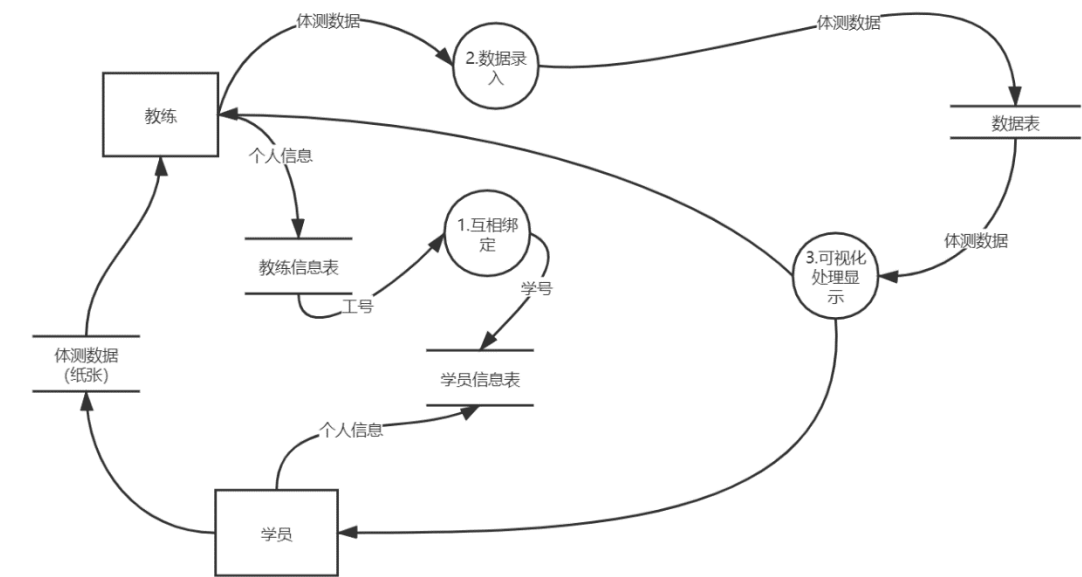 体测数据
体测数据
2.数据录
入
教练
数据表
个人信息
1.互相绑
定
体测数据
3.可视化
处理显
示
教练信息表
学号
工号
体测数据
(纸张)
学员信息表
个人信息
学员